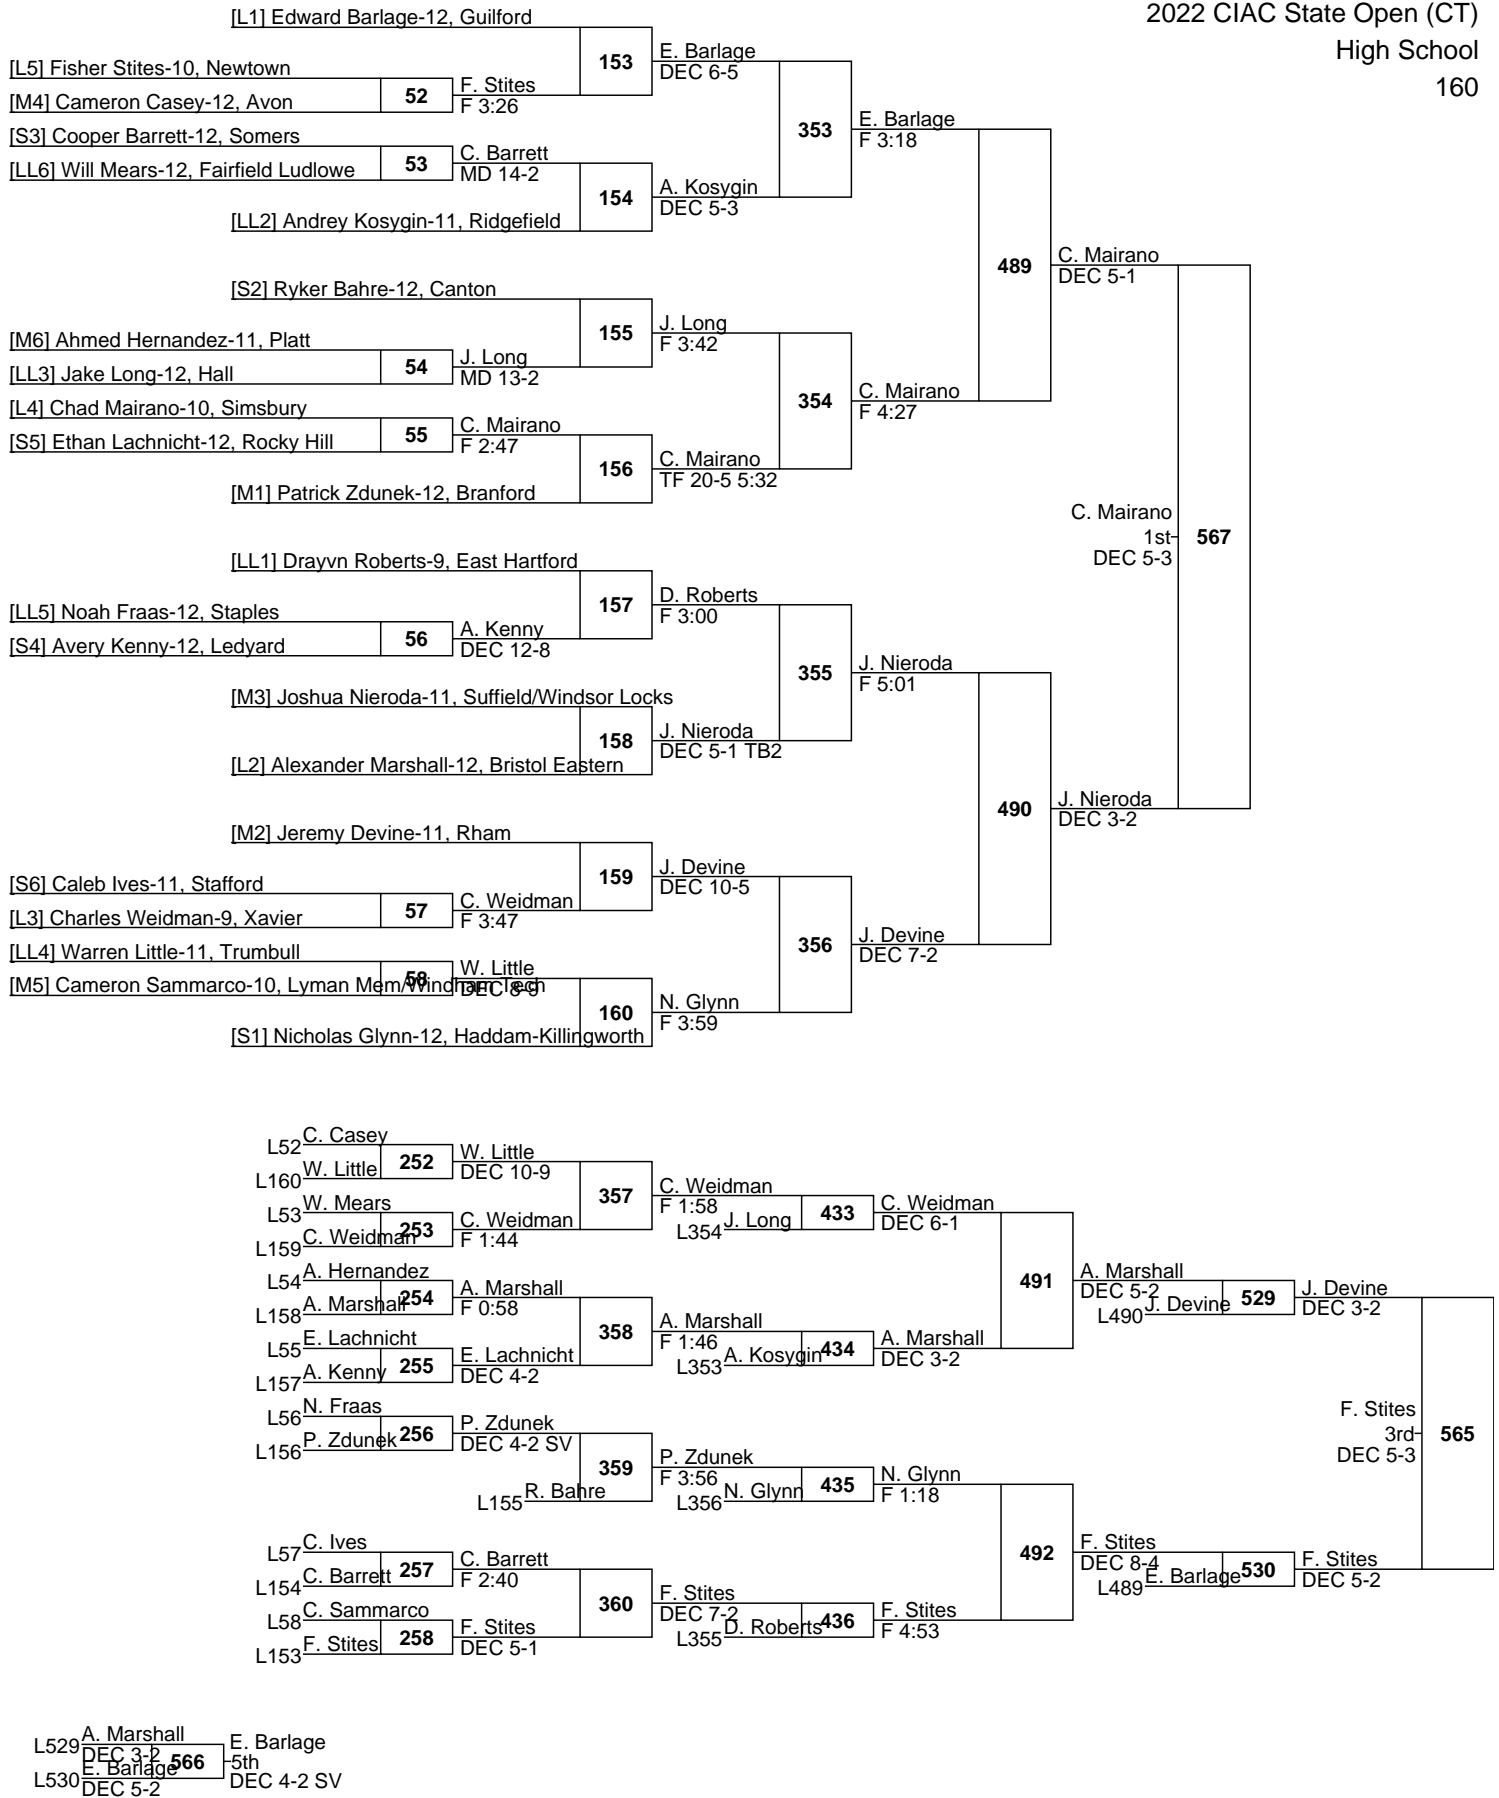 2022 CIAC State Open (CT)
High School
160
[L1] Edward Barlage-12, Guilford
[L5] Fisher Stites-10, Newtown
[M4] Cameron Casey-12, Avon
[S3] Cooper Barrett-12, Somers
[LL6] Will Mears-12, Fairfield Ludlowe
[LL2] Andrey Kosygin-11, Ridgefield
[S2] Ryker Bahre-12, Canton
[M6] Ahmed Hernandez-11, Platt
[LL3] Jake Long-12, Hall
[L4] Chad Mairano-10, Simsbury
[S5] Ethan Lachnicht-12, Rocky Hill
[M1] Patrick Zdunek-12, Branford
[LL1] Drayvn Roberts-9, East Hartford
[LL5] Noah Fraas-12, Staples
[S4] Avery Kenny-12, Ledyard
[M3] Joshua Nieroda-11, Suffield/Windsor Locks
[L2] Alexander Marshall-12, Bristol Eastern
[M2] Jeremy Devine-11, Rham
[S6] Caleb Ives-11, Stafford
[L3] Charles Weidman-9, Xavier
[LL4] Warren Little-11, Trumbull
[M5] Cameron Sammarco-10, Lyman Mem/Windham Tech
[S1] Nicholas Glynn-12, Haddam-Killingworth
52
F. Stites
F 3:26
53
C. Barrett
MD 14-2
54
J. Long
MD 13-2
55
C. Mairano
F 2:47
56
A. Kenny
DEC 12-8
57
C. Weidman
F 3:47
58
W. Little
153
E. Barlage
DEC 6-5
154
A. Kosygin
DEC 5-3
155
J. Long
F 3:42
156
C. Mairano
TF 20-5 5:32
157
D. Roberts
F 3:00
158
J. Nieroda
DEC 5-1 TB2
159
J. Devine
DEC 10-5
160
N. Glynn
F 3:59
353
E. Barlage
F 3:18
354
C. Mairano
F 4:27
355
J. Nieroda
F 5:01
356
J. Devine
DEC 7-2
489
C. Mairano
DEC 5-1
490
J. Nieroda
DEC 3-2
C. Mairano
1st
DEC 5-3
567
L52 C. Casey
L160 W. Little
252
W. Little
DEC 10-9
L53 W. Mears
L159 C. Weidman
253
C. Weidman
F 1:44
L54 A. Hernandez
L158 A. Marshall
254
A. Marshall
F 0:58
L55 E. Lachnicht
L157 A. Kenny
255
E. Lachnicht
DEC 4-2
L56 N. Fraas
L156 P. Zdunek
256
P. Zdunek
DEC 4-2 SV
L155 R. Bahre
L57 C. Ives
L154 C. Barrett
257
C. Barrett
F 2:40
L58 C. Sammarco
L153 F. Stites
258
F. Stites
DEC 5-1
357
C. Weidman
F 1:58
L354 J. Long
358
A. Marshall
F 1:46
L353 A. Kosygin
359
P. Zdunek
F 3:56
L356 N. Glynn
360
F. Stites
DEC 7-2
L355 D. Roberts
433
C. Weidman
DEC 6-1
434
A. Marshall
DEC 3-2
435
N. Glynn
F 1:18
436
F. Stites
F 4:53
491
A. Marshall
DEC 5-2
L490 J. Devine
492
F. Stites
DEC 8-4
L489 E. Barlage
529
J. Devine
DEC 3-2
530
F. Stites
DEC 5-2
F. Stites
3rd
DEC 5-3
565
L529 A. Marshall
DEC 3-2
L530 E. Barlage
DEC 5-2
566
E. Barlage
5th
DEC 4-2 SV